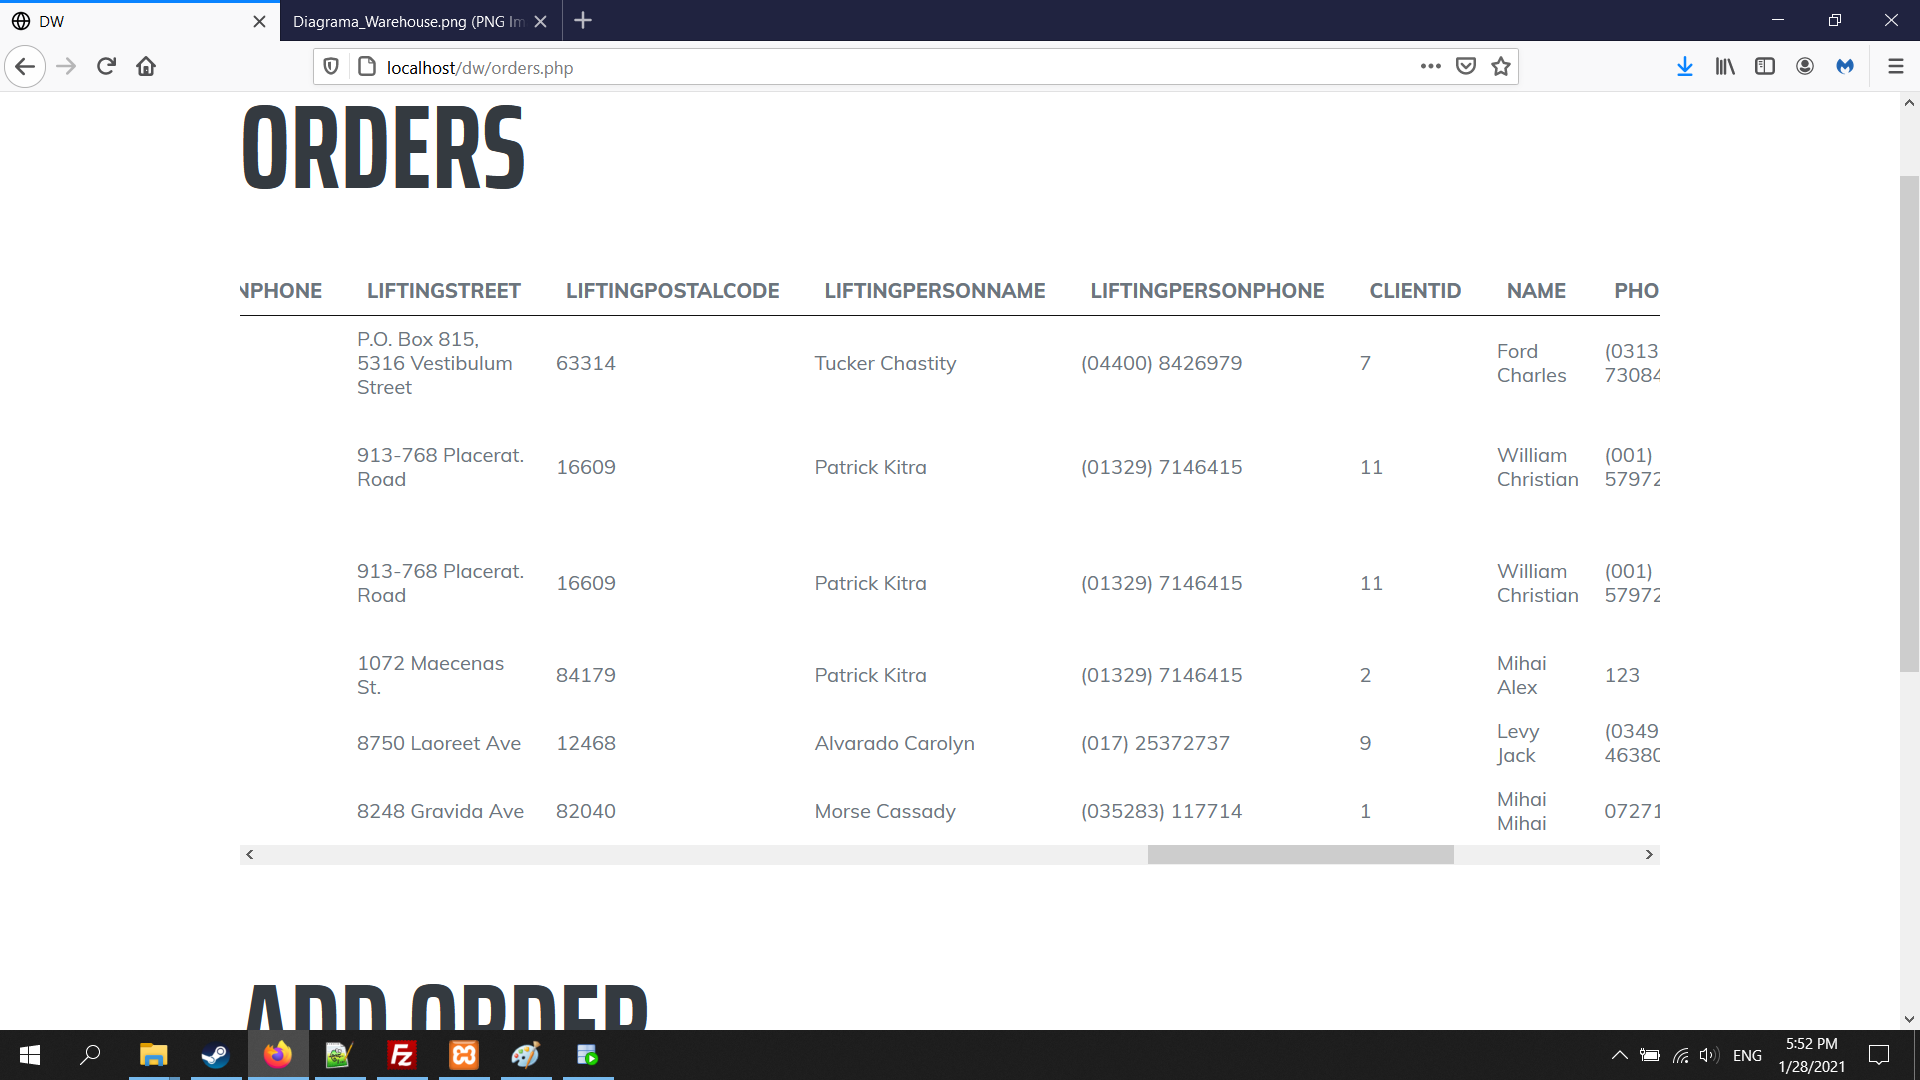 DW
Diagrama_Warehouse.png (PNG Im
localhost/dw/orders.php
ORDERS
NPHONE LIFTINGSTREET LIFTINGPOSTALCODE LIFTINGPERSONNAME LIFTINGPERSONPHONE CLIENTID NAME PHO
P.O. Box 815,
5316 Vestibulum
Street
63314
Tucker Chastity
(04400) 8426979
7
Ford
Charles
(0313
73084
913-768 Placerat.
Road
16609
Patrick Kitra
(01329) 7146415
11
William
Christian
(001)
57972
913-768 Placerat.
Road
16609
Patrick Kitra
(01329) 7146415
11
William
Christian
(001)
57972
1072 Maecenas
St.
84179
Patrick Kitra
(01329) 7146415
2
Mihai
Alex
123
8750 Laoreet Ave
12468
Alvarado Carolyn
(017) 25372737
9
Levy
Jack
(0349
46380
8248 Gravida Ave
82040
Morse Cassady
(035283) 117714
1
Mihai
Mihai
07271
ADD ORDER
ENG
5:52 PM
1/28/2021